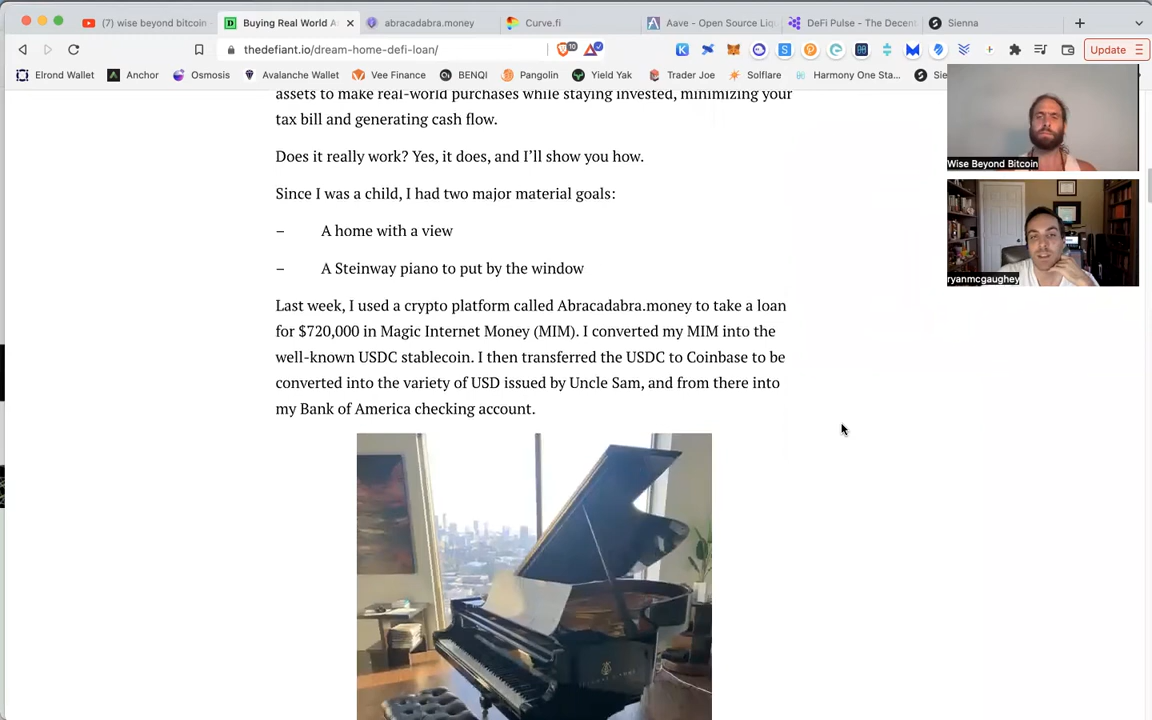 (7) wise beyond bitcoin
Buying Real World A
abracadabra.money
Curve.fi
Aave - Open Source Liq
DeFi Pulse - The Decent
Sienna
thedefiant.io/dream-home-defi-loan/
10
Update
Elrond Wallet
Anchor
Osmosis
Avalanche Wallet
Vee Finance
BENQI
Pangolin
Yield Yak
Trader Joe
Solflare
Harmony One Sta...
Sie
assets to make real-world purchases while staying invested, minimizing your
tax bill and generating cash flow.
Does it really work? Yes, it does, and I'll show you how.
Since I was a child, I had two major material goals:
– A home with a view
– A Steinway piano to put by the window
Last week, I used a crypto platform called Abracadabra.money to take a loan
for $720,000 in Magic Internet Money (MIM). I converted my MIM into the
well-known USDC stablecoin. I then transferred the USDC to Coinbase to be
converted into the variety of USD issued by Uncle Sam, and from there into
my Bank of America checking account.
Wise Beyond Bitcoin
ryanmcgaughey